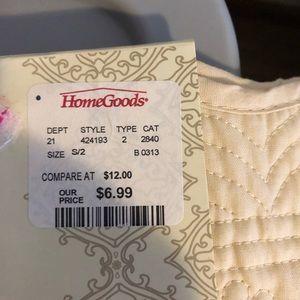 HomeGoods
DEPT STYLE TYPE CAT
21 424193 2 2840
SIZE S/2 B 0313
COMPARE AT $12.00
OUR PRICE $6.99